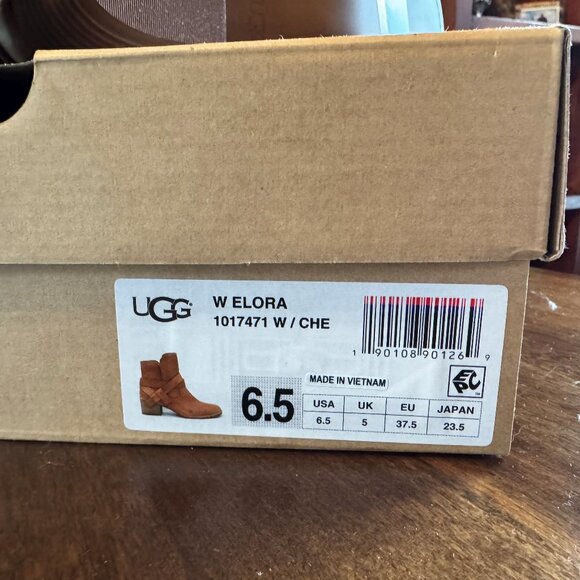 UGG
W ELORA
1017471 W / CHE
1 90108 90126 9
MADE IN VIETNAM
EPC
6.5
USA UK EU JAPAN
6.5 5 37.5 23.5